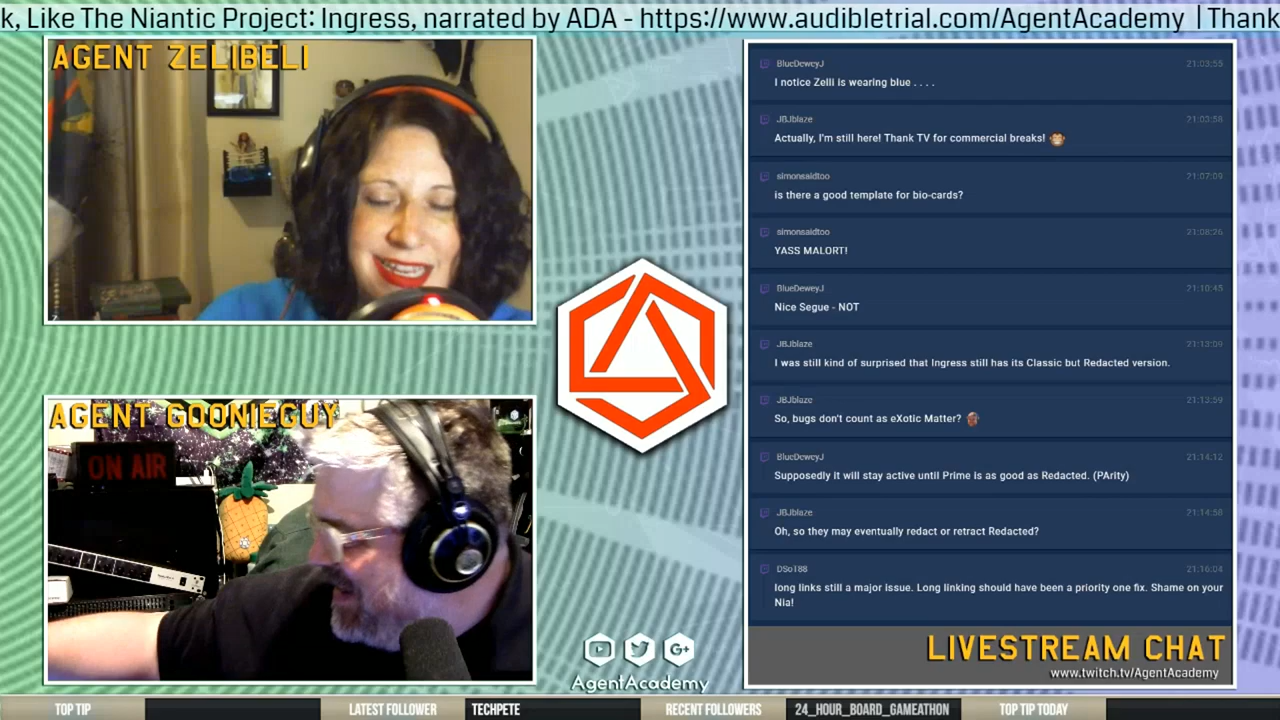 k, Like The Niantic Project: Ingress, narrated by ADA - https://www.audibletrial.com/AgentAcademy | Thank
AGENT ZELIBELI
AGENT GOONIEGUY
ON AIR
BlueDeweyJ 21:03:55
I notice Zelli is wearing blue . . . .
JBJblaze 21:03:58
Actually, I'm still here! Thank TV for commercial breaks!
simonsaidtoo 21:07:09
is there a good template for bio-cards?
simonsaidtoo 21:08:26
YASS MALORT!
BlueDeweyJ 21:10:45
Nice Segue - NOT
JBJblaze 21:13:09
I was still kind of surprised that Ingress still has its Classic but Redacted version.
JBJblaze 21:13:59
So, bugs don't count as eXotic Matter?
BlueDeweyJ 21:14:12
Supposedly it will stay active until Prime is as good as Redacted. (PArity)
JBJblaze 21:14:58
Oh, so they may eventually redact or retract Redacted?
DSoT88 21:16:04
long links still a major issue. Long linking should have been a priority one fix. Shame on your
Nia!
LIVESTREAM CHAT
www.twitch.tv/AgentAcademy
G+
AgentAcademy
TOP TIP LATEST FOLLOWER TECHPETE RECENT FOLLOWERS 24_HOUR_BOARD_GAMEATHON TOP TIP TODAY